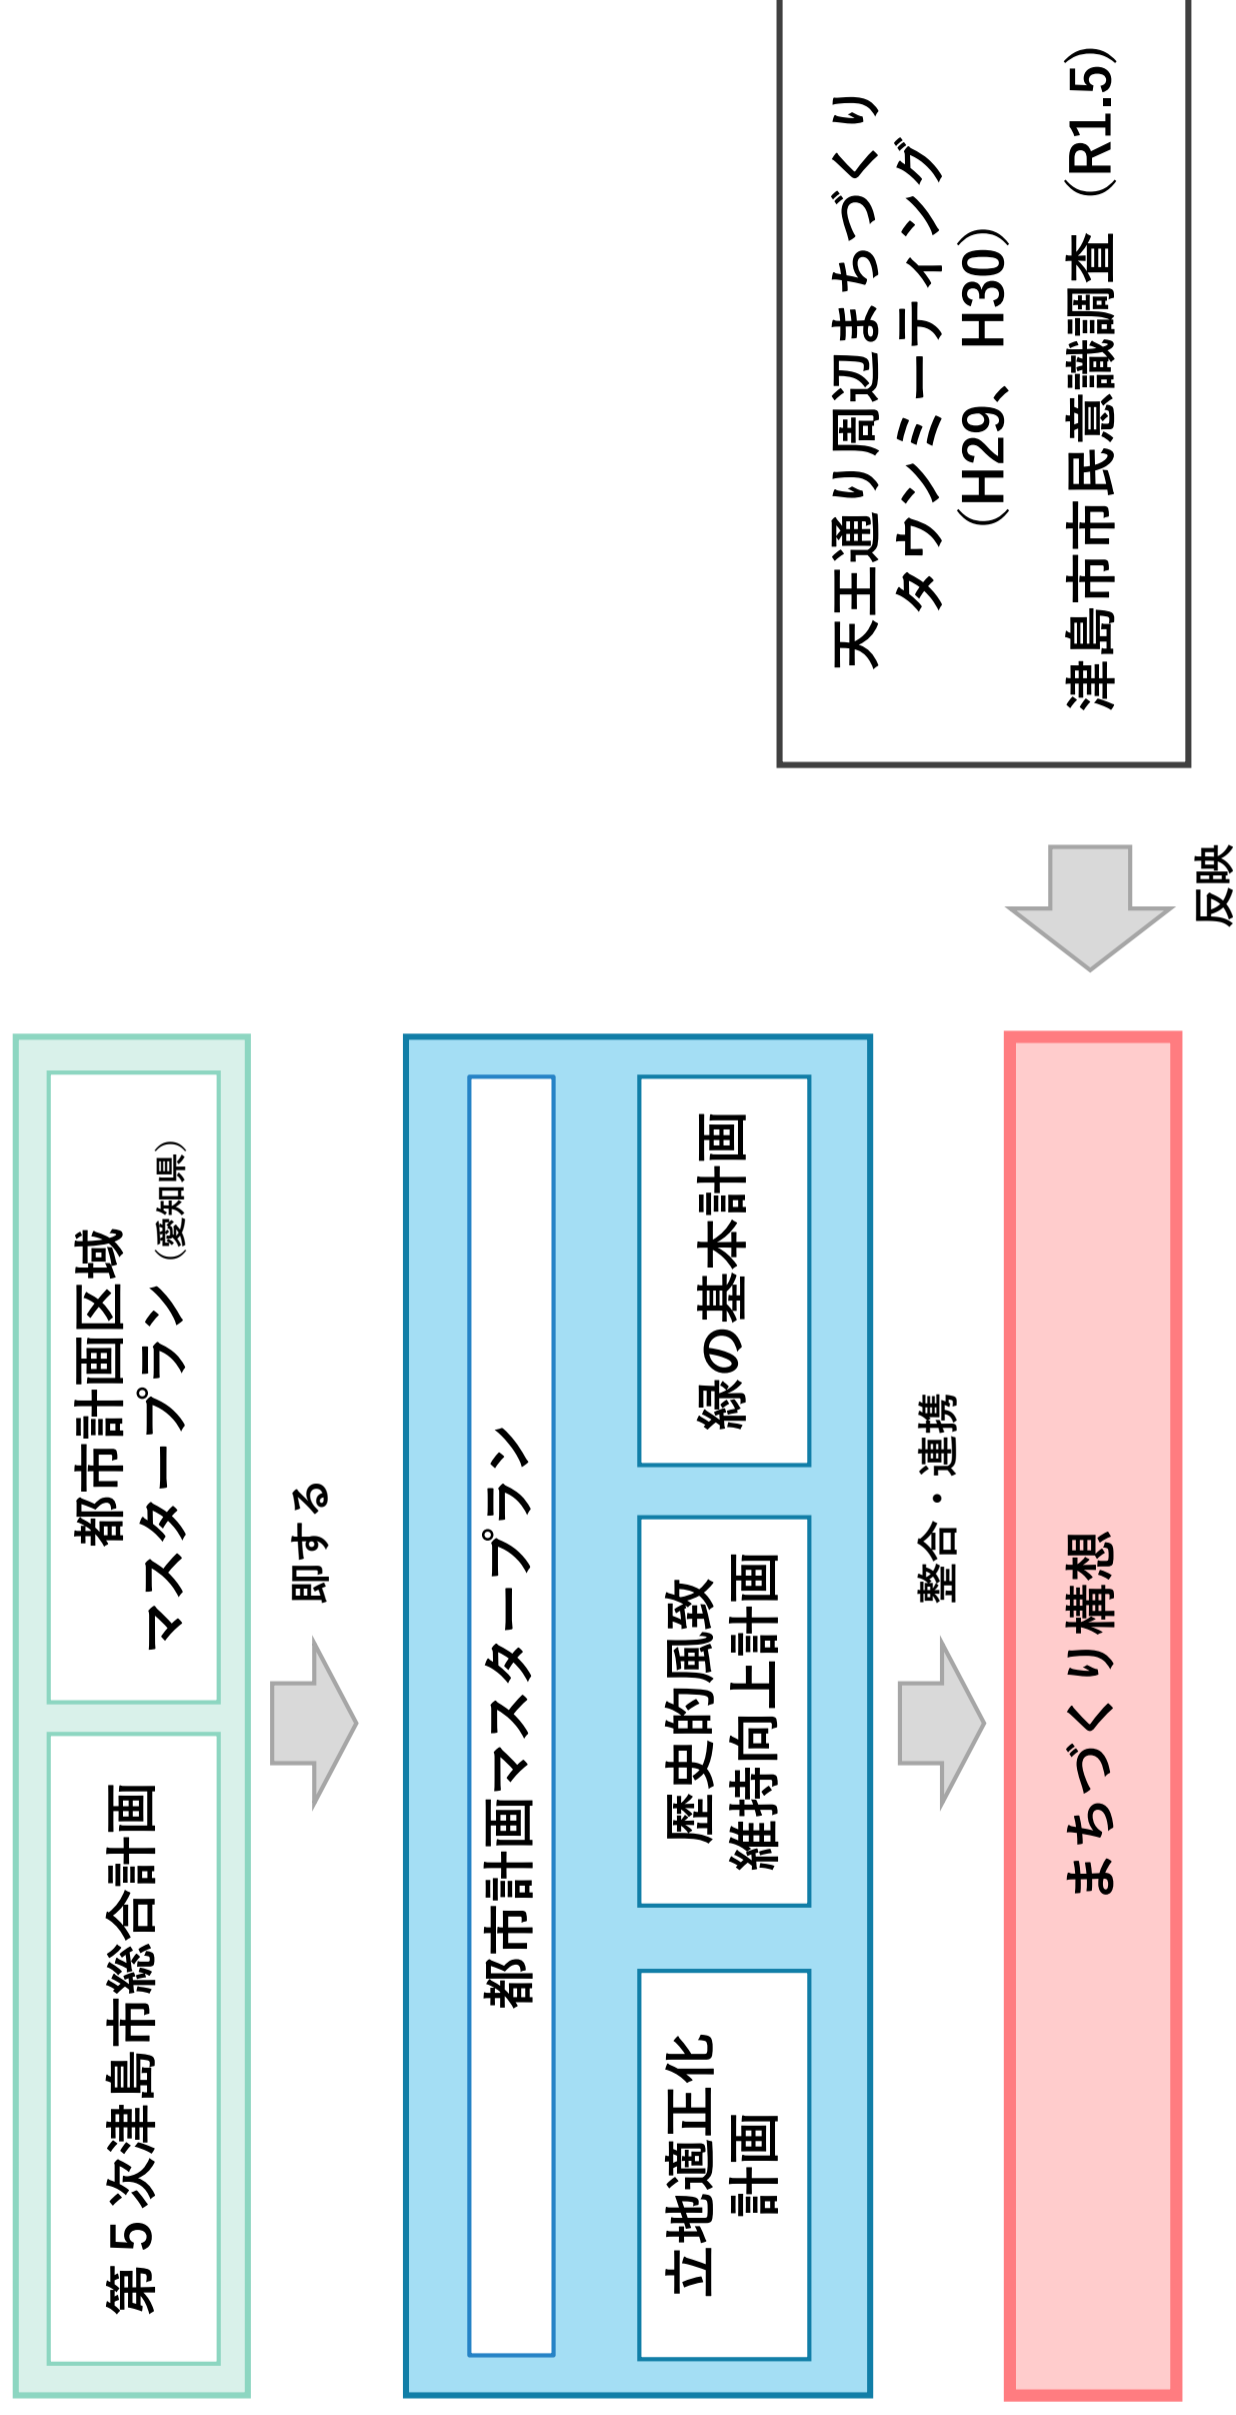 第5次津島市総合計画
都市計画区域
マスタープラン（愛知県）
即する
都市計画マスタープラン
立地適正化
計画
歴史的風致
維持向上計画
緑の基本計画
整合・連携
まちづくり構想
反映
天王通り周辺まちづくり
タウンミーティング
（H29、H30）
津島市市民意識調査（R1.5）